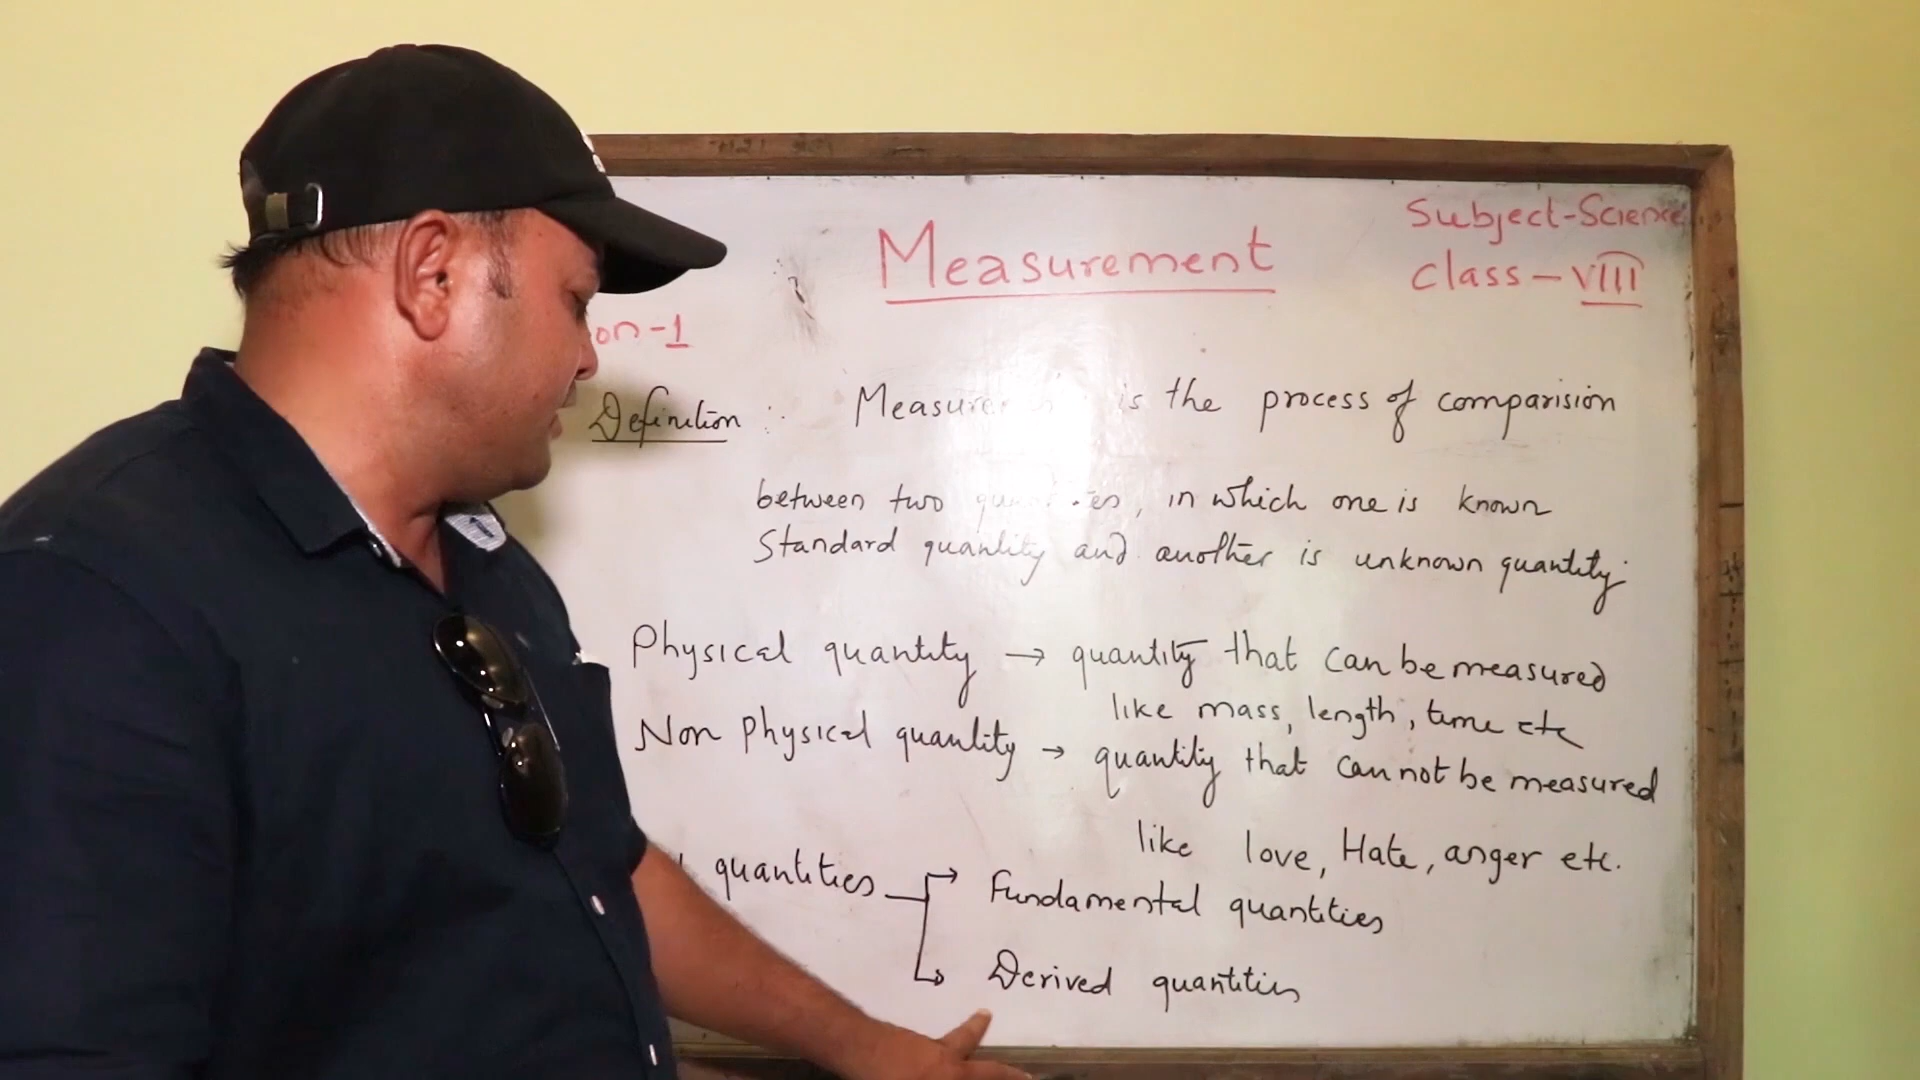 Subject-Science
Measurement
Class - VIII
on-1
Definition :- is the process of comparision
between two in which one is known
Standard quantity and another is unknown quantity.
Physical quantity → quantity that can be measured
like mass, length, time etc
Non physical quantity → quantity that cannot be measured
like love, Hate, anger etc.
quantities → Fundamental quantities
→ Derived quantities